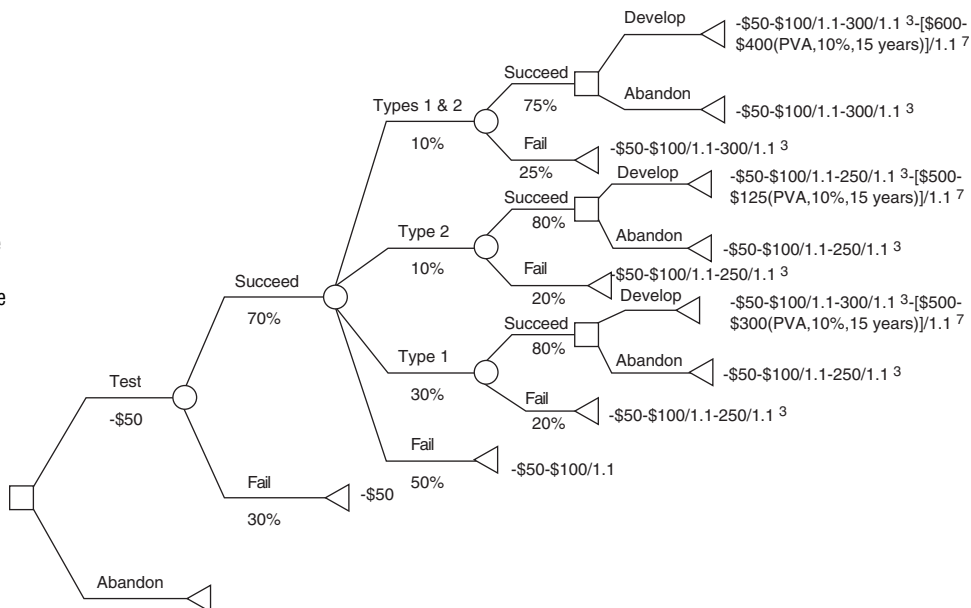 Develop
-$50-$100/1.1-300/1.1 3-[$600-
$400(PVA,10%,15 years)]/1.1 7
Succeed
75%
Abandon
-$50-$100/1.1-300/1.1 3
Types 1 & 2
10%
Fail
25%
-$50-$100/1.1-300/1.1 3
Develop
-$50-$100/1.1-250/1.1 3-[$500-
$125(PVA,10%,15 years)]/1.1 7
Succeed
80%
Abandon
-$50-$100/1.1-250/1.1 3
Type 2
10%
Fail
20%
-$50-$100/1.1-250/1.1 3
Succeed
70%
Develop
-$50-$100/1.1-300/1.1 3-[$500-
$300(PVA,10%,15 years)]/1.1 7
Succeed
80%
Abandon
-$50-$100/1.1-250/1.1 3
Type 1
30%
Fail
20%
-$50-$100/1.1-250/1.1 3
Test
-$50
Fail
50%
-$50-$100/1.1
Fail
30%
-$50
Abandon